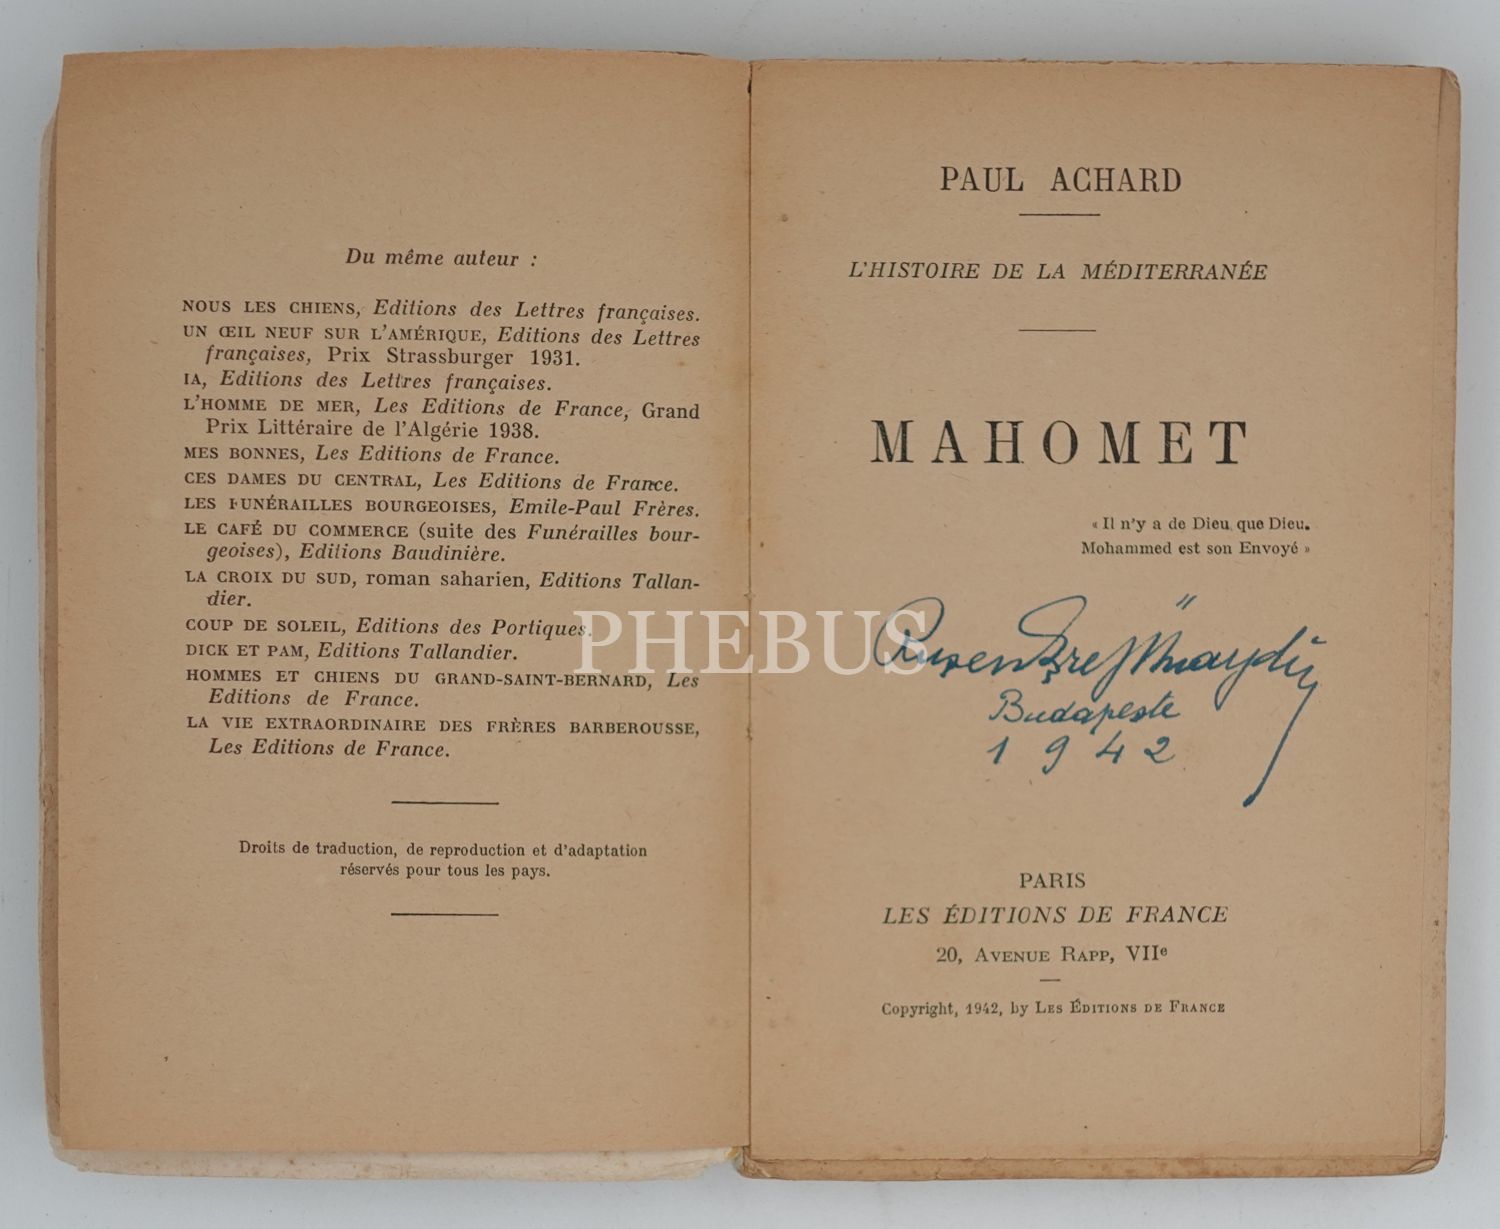 Du même auteur :
NOUS LES CHIENS, Editions des Lettres françaises.
UN ŒIL NEUF SUR L'AMÉRIQUE, Editions des Lettres
françaises, Prix Strassburger 1931.
IA, Editions des Lettres françaises.
L'HOMME DE MER, Les Editions de France, Grand
Prix Littéraire de l'Algérie 1938.
MES BONNES, Les Editions de France.
CES DAMES DU CENTRAL, Les Editions de France.
LES FUNÉRAILLES BOURGEOISES, Emile-Paul Frères.
LE CAFÉ DU COMMERCE (suite des Funérailles bour-
geoises), Editions Baudinière.
LA CROIX DU SUD, roman saharien, Editions Tallan-
dier.
COUP DE SOLEIL, Editions des Portiques.
DICK ET PAM, Editions Tallandier.
HOMMES ET CHIENS DU GRAND-SAINT-BERNARD, Les
Editions de France.
LA VIE EXTRAORDINAIRE DES FRÈRES BARBEROUSSE,
Les Editions de France.
Droits de traduction, de reproduction et d'adaptation
réservés pour tous les pays.
PAUL ACHARD
L'HISTOIRE DE LA MÉDITERRANÉE
MAHOMET
« Il n'y a de Dieu que Dieu.
Mohammed est son Envoyé »
Ruşen Eşref Ünaydın
Budapeste
1942
PARIS
LES ÉDITIONS DE FRANCE
20, AVENUE RAPP, VIIe
Copyright, 1942, by LES ÉDITIONS DE FRANCE
PHEBUS